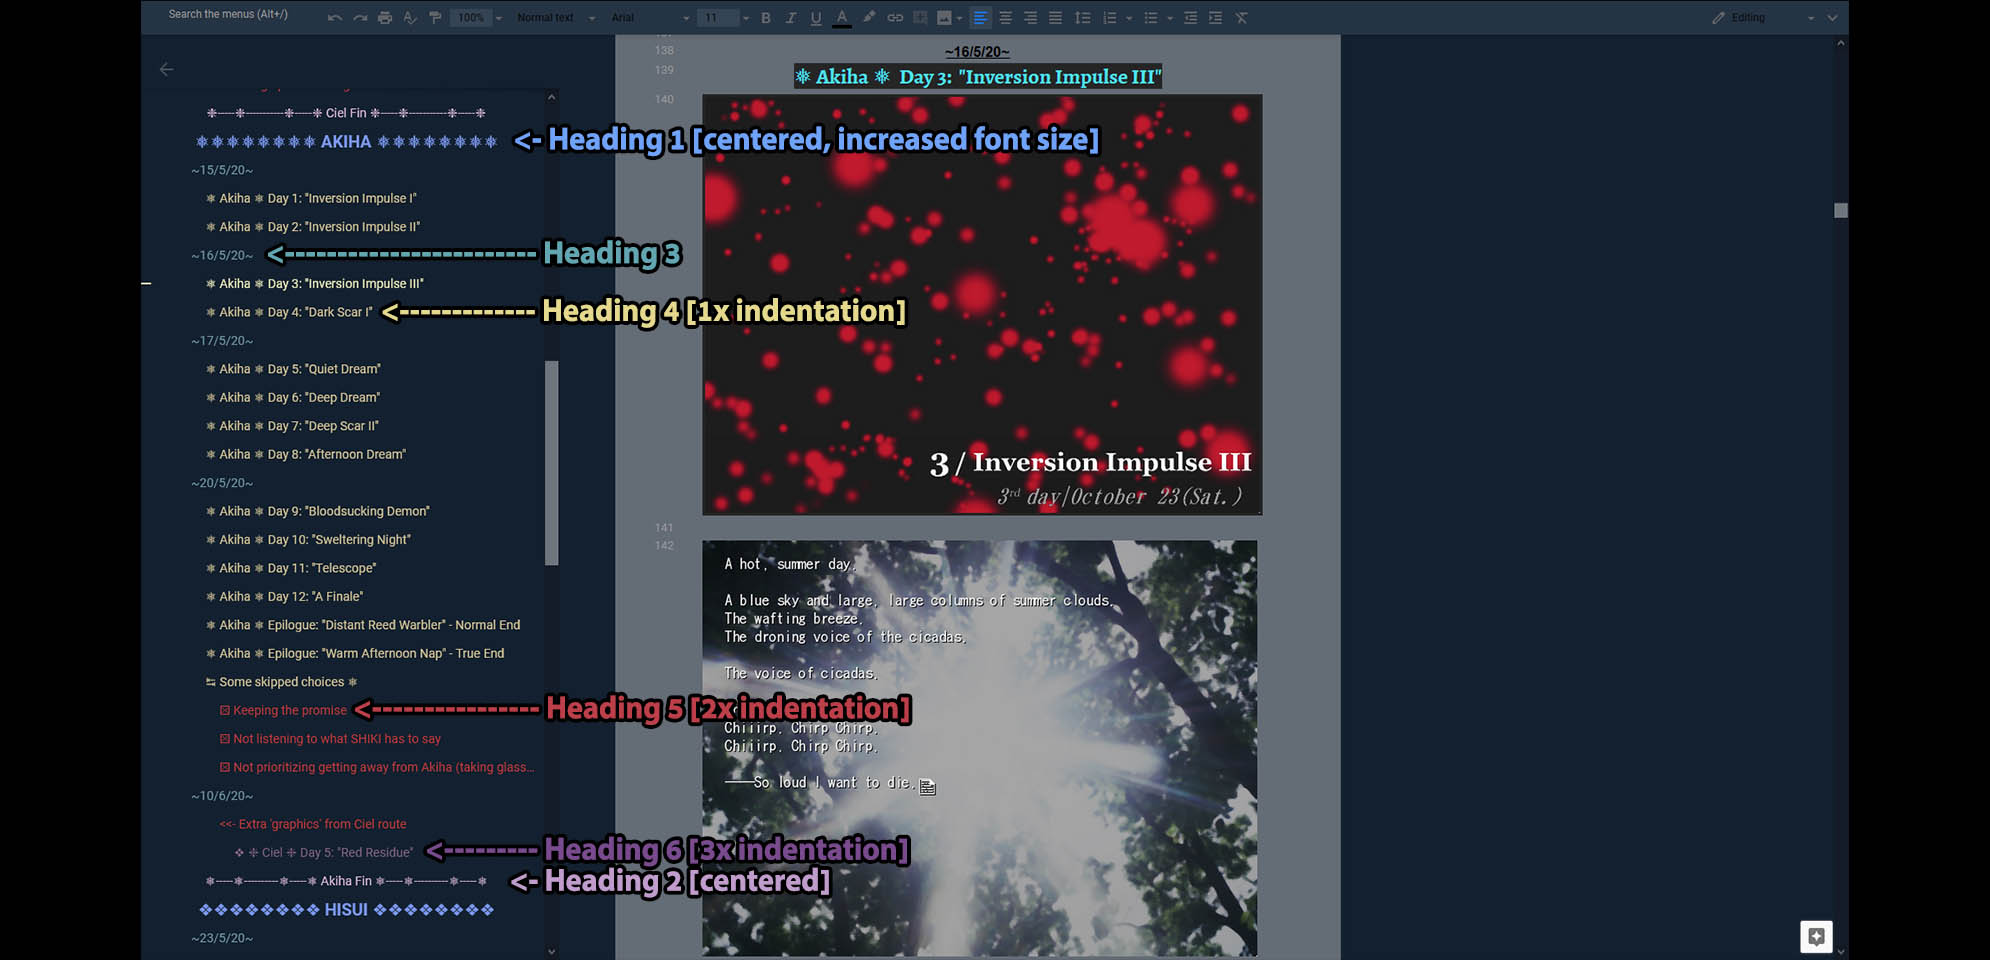 Search the menus (Alt+/)
100%
Normal text
Arial
11
B I U A
Editing
❉-----❉-----------❉-----❉ Ciel Fin ❉-----❉-----------❉-----❉
❃❃❃❃❃❃❃❃ AKIHA ❃❃❃❃❃❃❃❃
<- Heading 1 [centered, increased font size]
~15/5/20~
❃ Akiha ❃ Day 1: "Inversion Impulse I"
❃ Akiha ❃ Day 2: "Inversion Impulse II"
~16/5/20~
<----------------------- Heading 3
❃ Akiha ❃ Day 3: "Inversion Impulse III"
❃ Akiha ❃ Day 4: "Dark Scar I"
<------------- Heading 4 [1x indentation]
~17/5/20~
❃ Akiha ❃ Day 5: "Quiet Dream"
❃ Akiha ❃ Day 6: "Deep Dream"
❃ Akiha ❃ Day 7: "Deep Scar II"
❃ Akiha ❃ Day 8: "Afternoon Dream"
~20/5/20~
❃ Akiha ❃ Day 9: "Bloodsucking Demon"
❃ Akiha ❃ Day 10: "Sweltering Night"
❃ Akiha ❃ Day 11: "Telescope"
❃ Akiha ❃ Day 12: "A Finale"
❃ Akiha ❃ Epilogue: "Distant Reed Warbler" - Normal End
❃ Akiha ❃ Epilogue: "Warm Afternoon Nap" - True End
↹ Some skipped choices ❃
⚄ Keeping the promise
<---------------- Heading 5 [2x indentation]
⚄ Not listening to what SHIKI has to say
⚄ Not prioritizing getting away from Akiha (taking glass...
~10/6/20~
<<- Extra 'graphics' from Ciel route
❖ ❉ Ciel ❉ Day 5: "Red Residue"
<--------- Heading 6 [3x indentation]
❃-----❃----------❃-----❃ Akiha Fin ❃-----❃----------❃-----❃
<- Heading 2 [centered]
❖❖❖❖❖❖❖❖ HISUI ❖❖❖❖❖❖❖❖
~23/5/20~
138
~16/5/20~
139
❃ Akiha ❃ Day 3: "Inversion Impulse III"
140
3 / Inversion Impulse III
3rd day|October 23(Sat.)
141
142
A hot, summer day.
A blue sky and large, large columns of summer clouds.
The wafting breeze.
The droning voice of the cicadas.
The voice of cicadas.
Chiiirp. Chirp Chirp.
Chiiirp. Chirp Chirp.
――So loud I want to die.